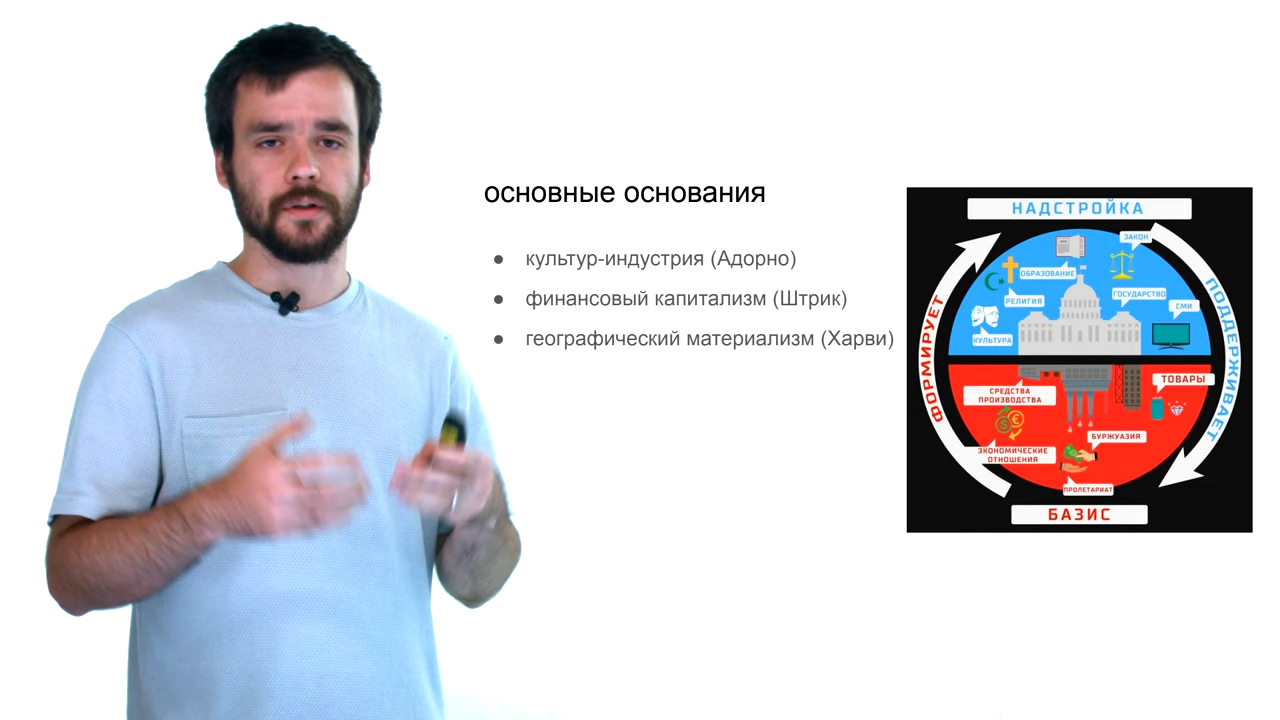 основные основания
● культур-индустрия (Адорно)
● финансовый капитализм (Штрик)
● географический материализм (Харви)
НАДСТРОЙКА
ЗАКОН
ОБРАЗОВАНИЕ
РЕЛИГИЯ
ГОСУДАРСТВО
СМИ
КУЛЬТУРА
ФОРМИРУЕТ
ПОДДЕРЖИВАЕТ
СРЕДСТВА
ПРОИЗВОДСТВА
ТОВАРЫ
БУРЖУАЗИЯ
ЭКОНОМИЧЕСКИЕ
ОТНОШЕНИЯ
ПРОЛЕТАРИАТ
БАЗИС